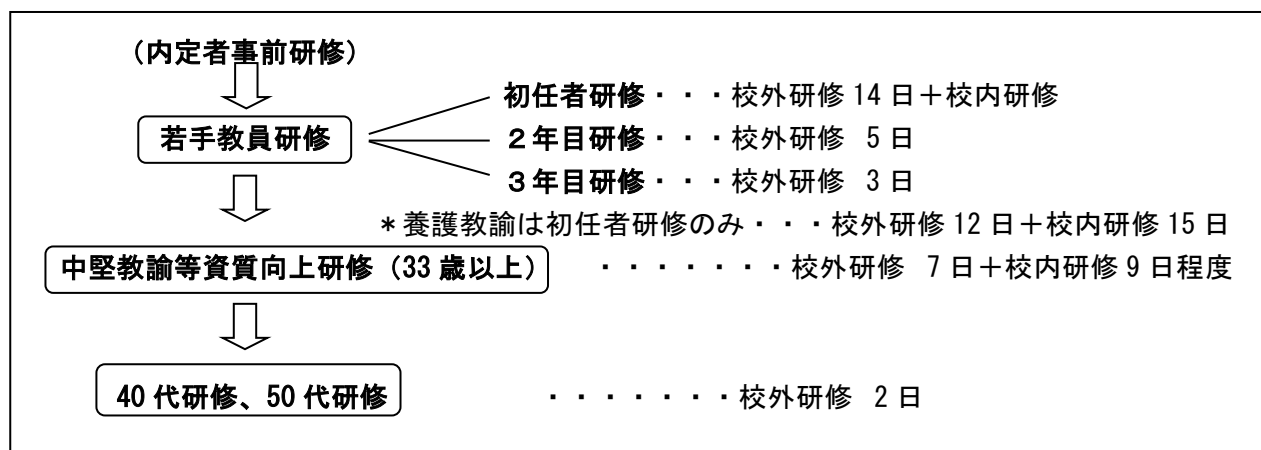 （内定者事前研修）
初任者研修・・・校外研修 14 日＋校内研修
若手教員研修
２年目研修・・・校外研修 5 日
３年目研修・・・校外研修 3 日
＊養護教諭は初任者研修のみ・・・校外研修 12 日＋校内研修 15 日
中堅教諭等資質向上研修（33 歳以上） ・・・・・・・校外研修 7 日＋校内研修 9 日程度
40 代研修、50 代研修 ・・・・・・・校外研修 2 日